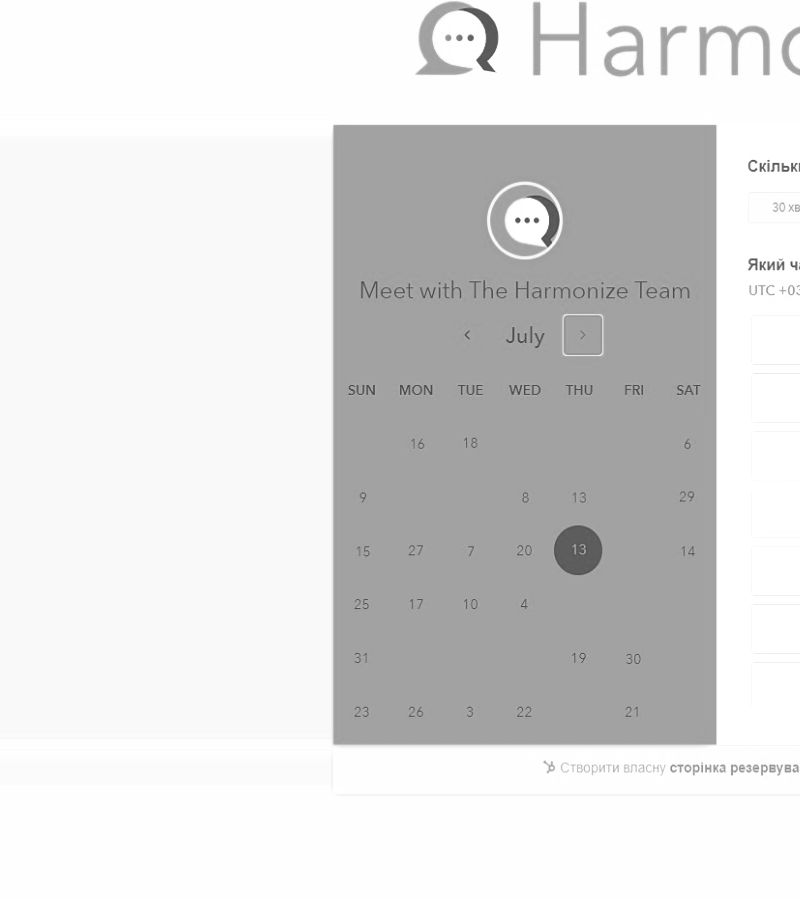 Harmo
Meet with The Harmonize Team
July
SUN MON TUE WED THU FRI SAT
16 18 6
9 8 13 29
15 27 7 20 13 14
25 17 10 4
31 19 30
23 26 3 22 21
Скільк
30 хв
Який ч
UTC +03
Створити власну сторінка резервува